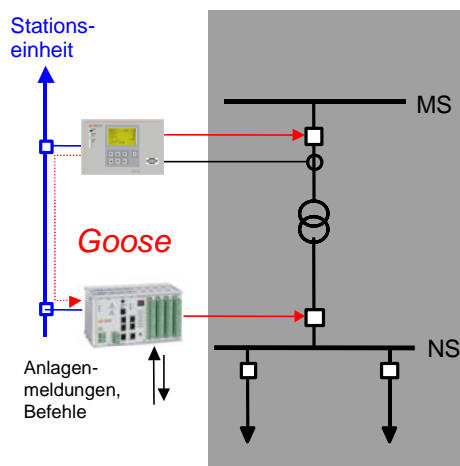 Stations-
einheit
MS
Goose
NS
Anlagen-
meldungen,
Befehle